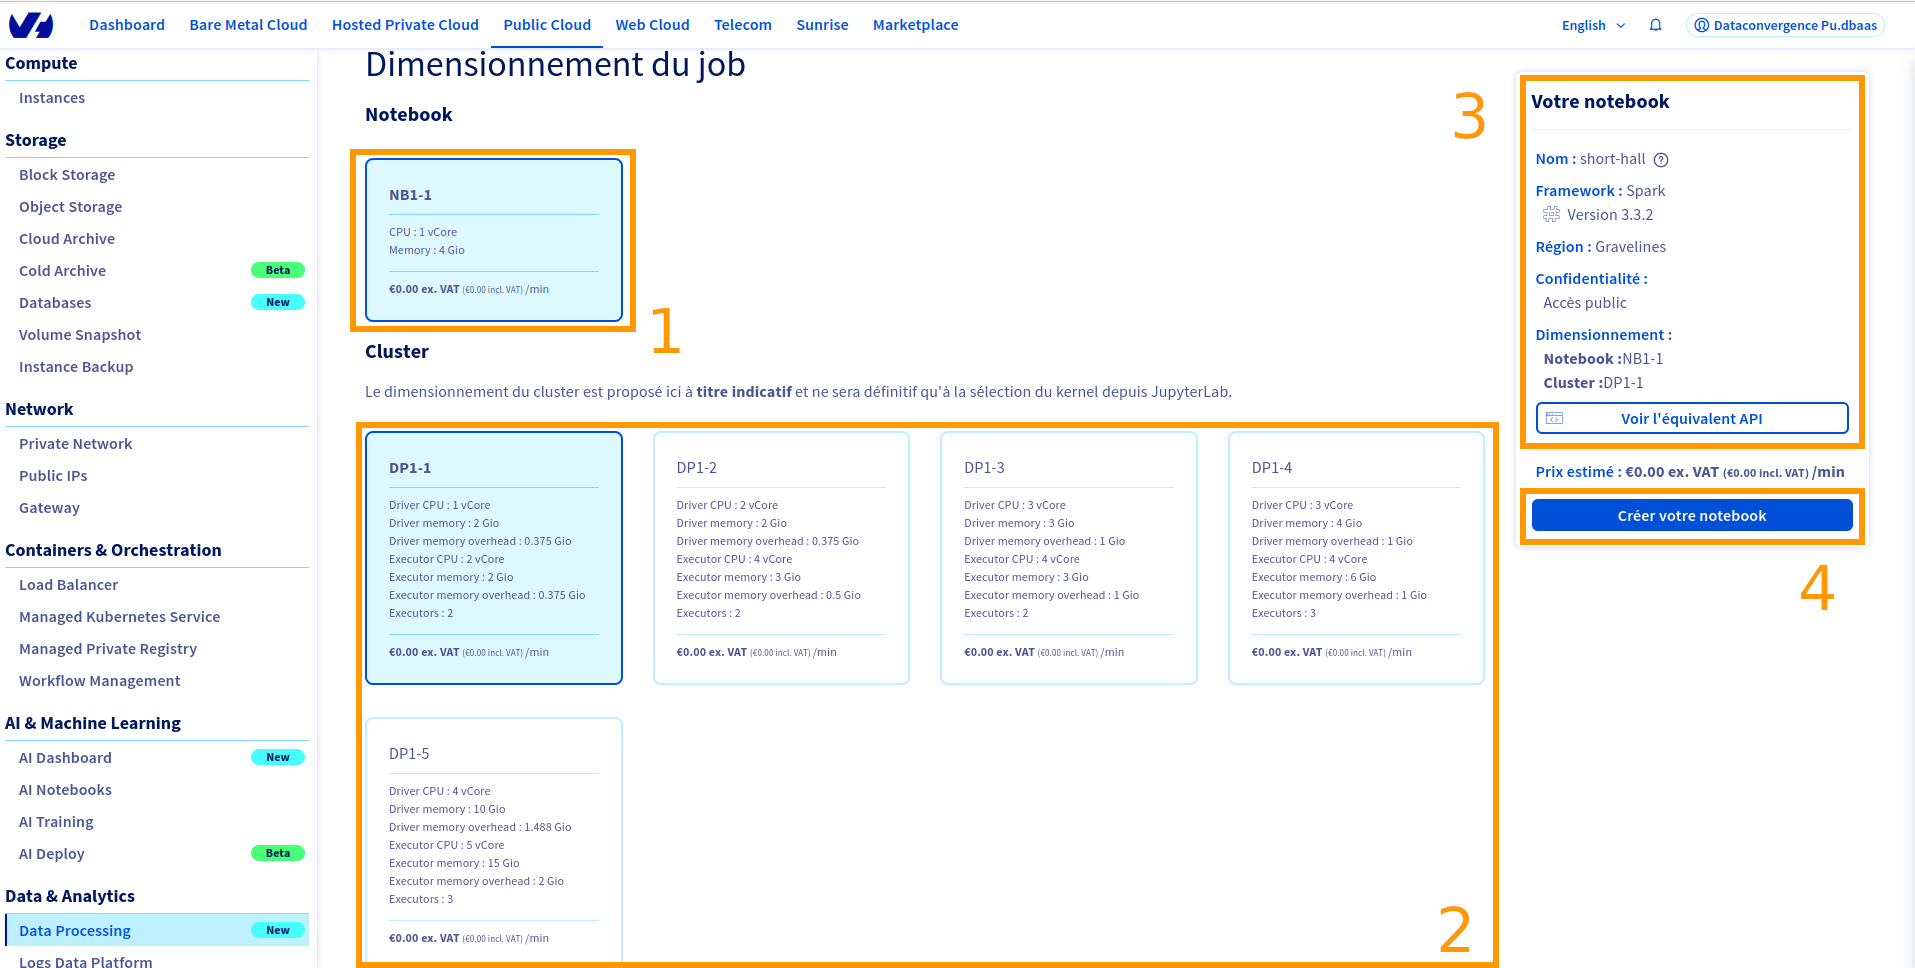 Dashboard Bare Metal Cloud Hosted Private Cloud Public Cloud Web Cloud Telecom Sunrise Marketplace English Dataconvergence Pu.dbaas
Compute
Instances
Storage
Block Storage
Object Storage
Cloud Archive
Cold Archive Beta
Databases New
Volume Snapshot
Instance Backup
Network
Private Network
Public IPs
Gateway
Containers & Orchestration
Load Balancer
Managed Kubernetes Service
Managed Private Registry
Workflow Management
AI & Machine Learning
AI Dashboard New
AI Notebooks
AI Training
AI Deploy Beta
Data & Analytics
Data Processing New
Logs Data Platform
Dimensionnement du job
Notebook
NB1-1
CPU : 1 vCore
Memory : 4 Gio
€0.00 ex. VAT (€0.00 incl. VAT) /min
1
Cluster
Le dimensionnement du cluster est proposé ici à titre indicatif et ne sera définitif qu'à la sélection du kernel depuis JupyterLab.
DP1-1
Driver CPU : 1 vCore
Driver memory : 2 Gio
Driver memory overhead : 0.375 Gio
Executor CPU : 2 vCore
Executor memory : 2 Gio
Executor memory overhead : 0.375 Gio
Executors : 2
€0.00 ex. VAT (€0.00 incl. VAT) /min
DP1-2
Driver CPU : 2 vCore
Driver memory : 2 Gio
Driver memory overhead : 0.375 Gio
Executor CPU : 4 vCore
Executor memory : 3 Gio
Executor memory overhead : 0.5 Gio
Executors : 2
€0.00 ex. VAT (€0.00 incl. VAT) /min
DP1-3
Driver CPU : 3 vCore
Driver memory : 3 Gio
Driver memory overhead : 1 Gio
Executor CPU : 4 vCore
Executor memory : 3 Gio
Executor memory overhead : 1 Gio
Executors : 2
€0.00 ex. VAT (€0.00 incl. VAT) /min
DP1-4
Driver CPU : 3 vCore
Driver memory : 4 Gio
Driver memory overhead : 1 Gio
Executor CPU : 4 vCore
Executor memory : 6 Gio
Executor memory overhead : 1 Gio
Executors : 3
€0.00 ex. VAT (€0.00 incl. VAT) /min
DP1-5
Driver CPU : 4 vCore
Driver memory : 10 Gio
Driver memory overhead : 1.488 Gio
Executor CPU : 5 vCore
Executor memory : 15 Gio
Executor memory overhead : 2 Gio
Executors : 3
€0.00 ex. VAT (€0.00 incl. VAT) /min
2
3
Votre notebook
Nom : short-hall
Framework : Spark
Version 3.3.2
Région : Gravelines
Confidentialité :
Accès public
Dimensionnement :
Notebook :NB1-1
Cluster :DP1-1
Voir l'équivalent API
Prix estimé : €0.00 ex. VAT (€0.00 incl. VAT) /min
Créer votre notebook
4